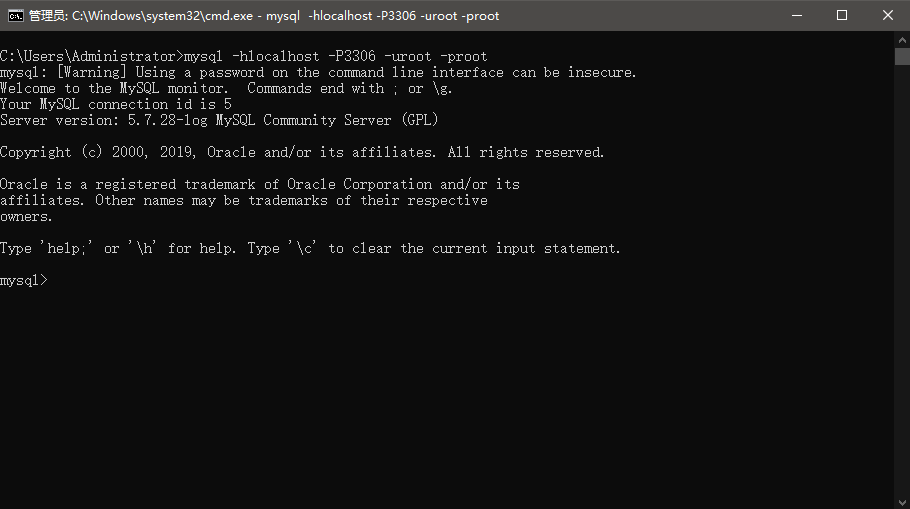 管理员: C:\Windows\system32\cmd.exe - mysql  -hlocalhost -P3306 -uroot -proot
C:\Users\Administrator>mysql -hlocalhost -P3306 -uroot -proot
mysql: [Warning] Using a password on the command line interface can be insecure.
Welcome to the MySQL monitor.  Commands end with ; or \g.
Your MySQL connection id is 5
Server version: 5.7.28-log MySQL Community Server (GPL)
Copyright (c) 2000, 2019, Oracle and/or its affiliates. All rights reserved.
Oracle is a registered trademark of Oracle Corporation and/or its
affiliates. Other names may be trademarks of their respective
owners.
Type 'help;' or '\h' for help. Type '\c' to clear the current input statement.
mysql>